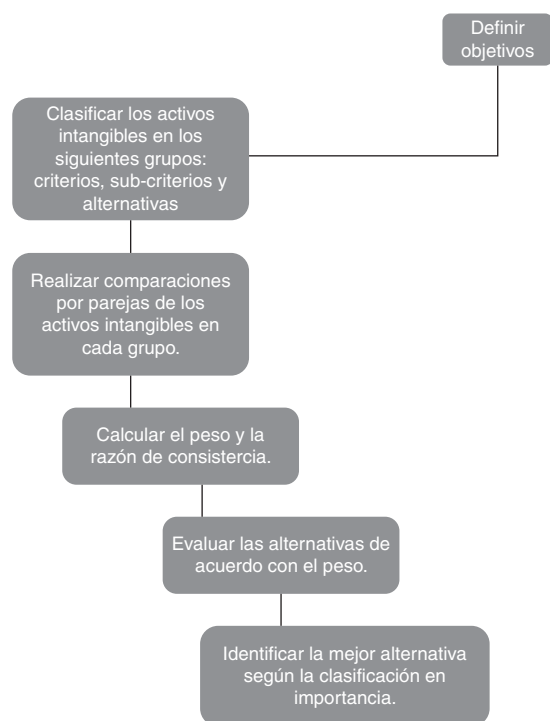 Definir
objetivos
Clasificar los activos
intangibles en los
siguientes grupos:
criterios, sub-criterios y
alternativas
Realizar comparaciones
por parejas de los
activos intangibles en
cada grupo.
Calcular el peso y la
razón de consistercia.
Evaluar las alternativas de
acuerdo con el peso.
Identificar la mejor alternativa
según la clasificación en
importancia.